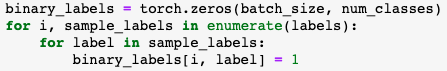 binary_labels = torch.zeros(batch_size, num_classes)
for i, sample_labels in enumerate(labels):
    for label in sample_labels:
        binary_labels[i, label] = 1